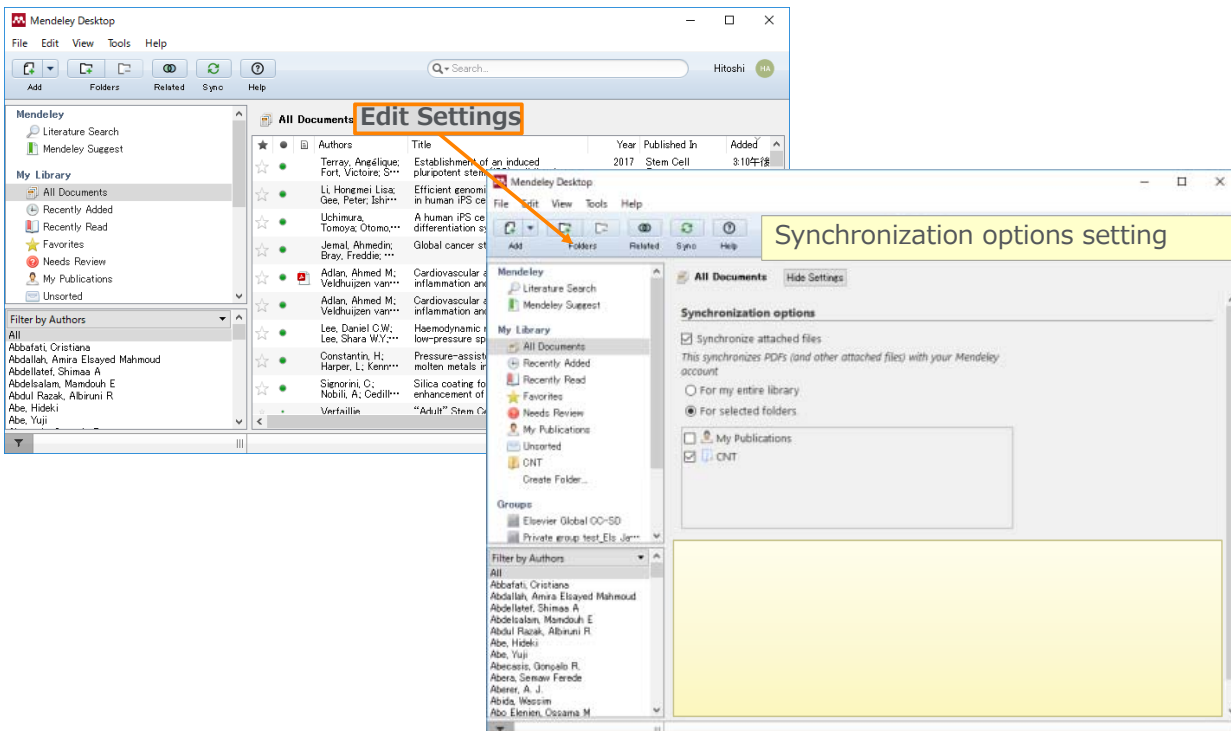 Mendeley Desktop
File Edit View Tools Help
Search...
Hitoshi HA
Add Folders Related Sync Help
Mendeley
Literature Search
Mendeley Suggest
My Library
All Documents
Recently Added
Recently Read
Favorites
Needs Review
My Publications
Unsorted
Filter by Authors
All
Abbafati, Cristiana
Abdallah, Amira Elsayed Mahmoud
Abdellatef, Shimaa A
Abdelsalam, Mamdouh E
Abdul Razak, Albiruni R
Abe, Hideki
Abe, Yuji
All Documents
Edit Settings
Authors Title Year Published In Added
Terray, Angélique; Establishment of an induced 2017 Stem Cell 3:10午
Fort, Victoire; S··· pluripotent stem
Li, Hongmei Lisa; Efficient genomi
Gee, Peter; Ishi··· in human iPS ce
Uchimura, A human iPS ce
Tomoya; Otomo,··· differentiation sy
Jemal, Ahmedin; Global cancer st
Bray, Freddie; ···
Adlan, Ahmed M; Cardiovascular a
Veldhuijzen van··· inflammation and
Adlan, Ahmed M; Cardiovascular a
Veldhuijzen van··· inflammation and
Lee, Daniel C.W; Haemodynamic r
Lee, Shara W.Y,··· low-pressure sp
Constantin, H; Pressure-assist
Harper, L; Kenn··· molten metals in
Signorini, C; Silica coating fo
Nobili, A; Cedill··· enhancement of
Verfaillie “Adult” Stem Ce
Mendeley Desktop
File Edit View Tools Help
Add Folders Related Sync Help
Synchronization options setting
Mendeley
Literature Search
Mendeley Suggest
My Library
All Documents
Recently Added
Recently Read
Favorites
Needs Review
My Publications
Unsorted
CNT
Create Folder...
Groups
Elsevier Global CC-SD
Private group test_Els Ja···
Filter by Authors
All
Abbafati, Cristiana
Abdallah, Amira Elsayed Mahmoud
Abdellatef, Shimaa A
Abdelsalam, Mamdouh E
Abdul Razak, Albiruni R
Abe, Hideki
Abe, Yuji
Abecasis, Gonçalo R.
Abera, Semaw Ferede
Aberer, A. J.
Abida, Wassim
Abo Elenien, Ossama M
All Documents Hide Settings
Synchronization options
Synchronize attached files
This synchronizes PDFs (and other attached files) with your Mendeley
account
For my entire library
For selected folders
My Publications
CNT